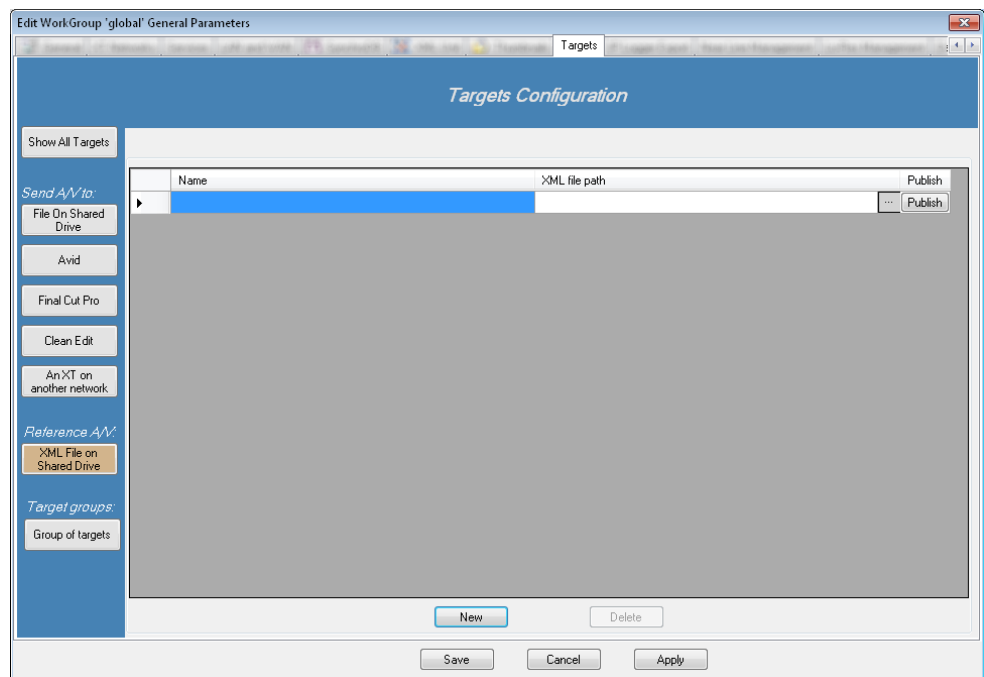 Edit WorkGroup 'global' General Parameters
Targets
Targets Configuration
Show All Targets
Send A/V to:
File On Shared
Drive
Avid
Final Cut Pro
Clean Edit
An XT on
another network
Reference A/V:
XML File on
Shared Drive
Target groups:
Group of targets
Name XML file path Publish
... Publish
New Delete
Save Cancel Apply